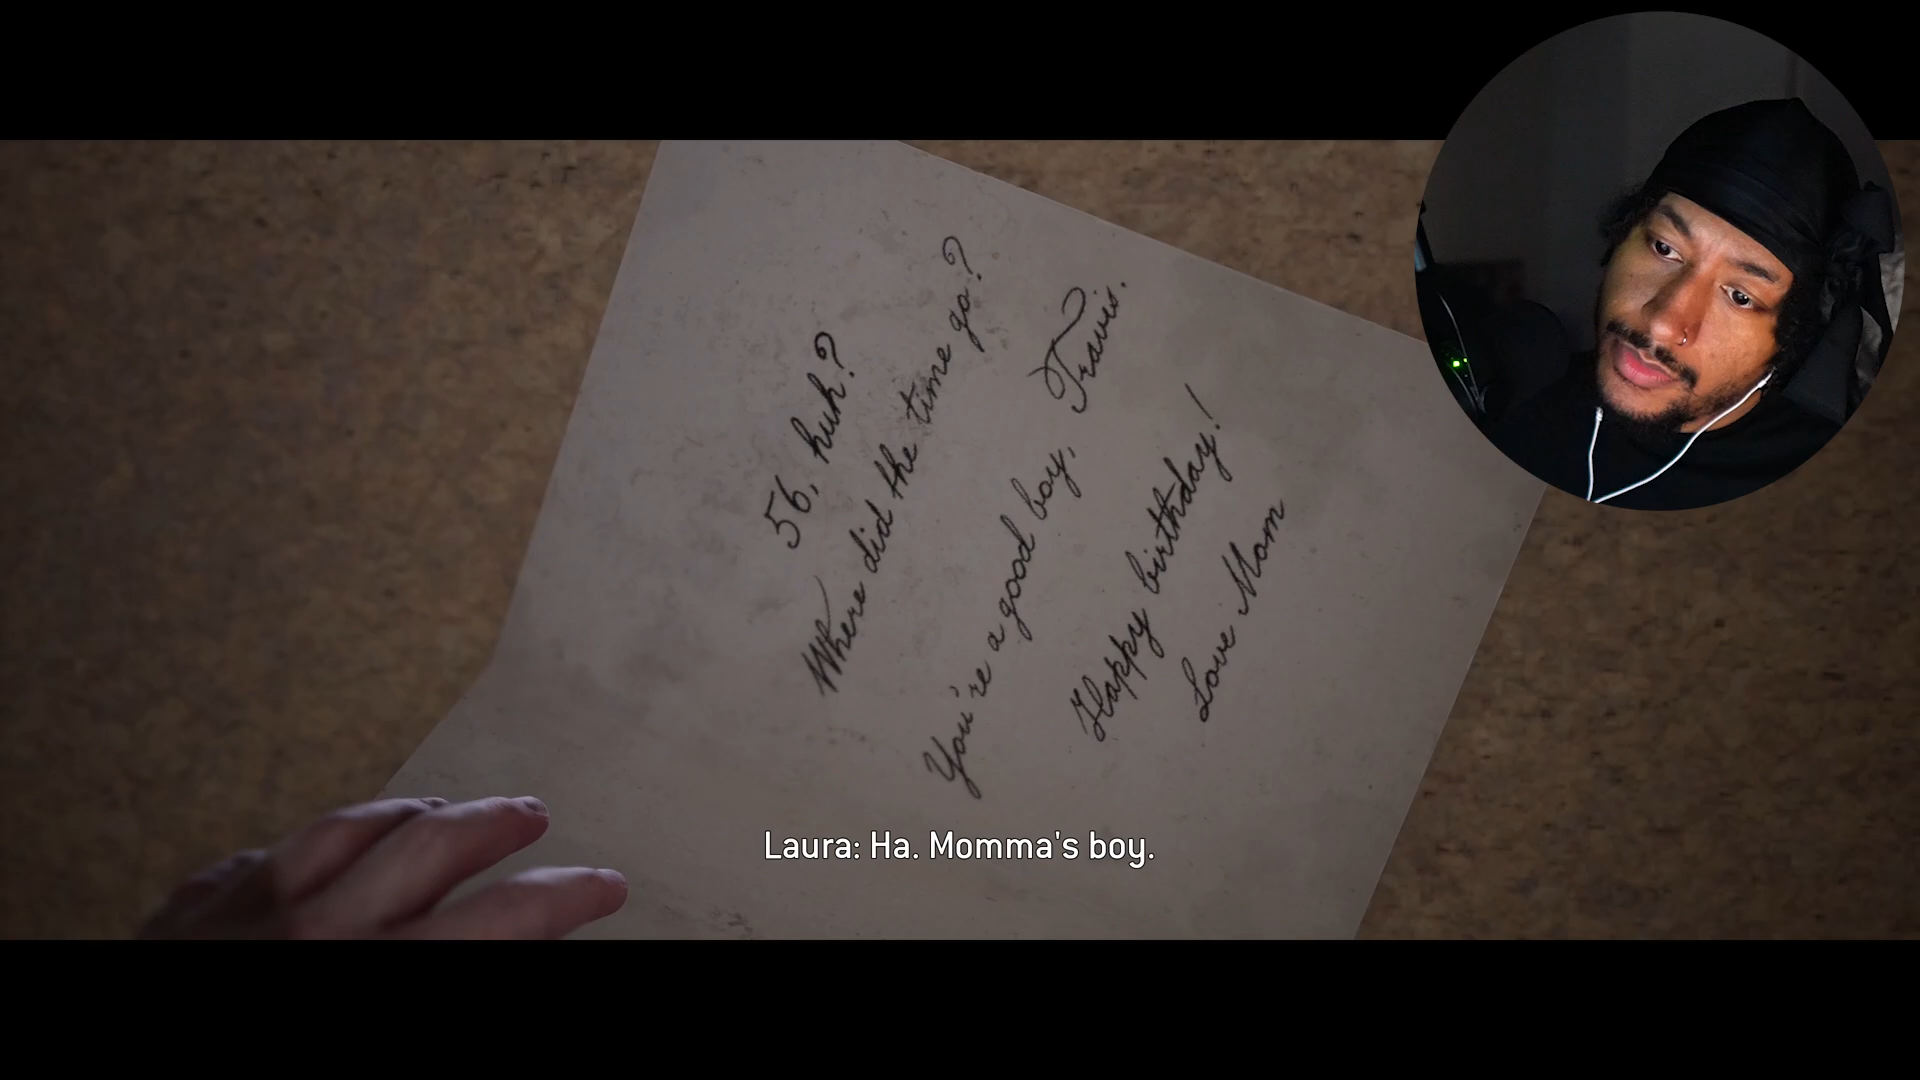 56, huh?
Where did the time go?
You're a good boy, Travis.
Happy birthday!
Love Mom
Laura: Ha. Momma's boy.